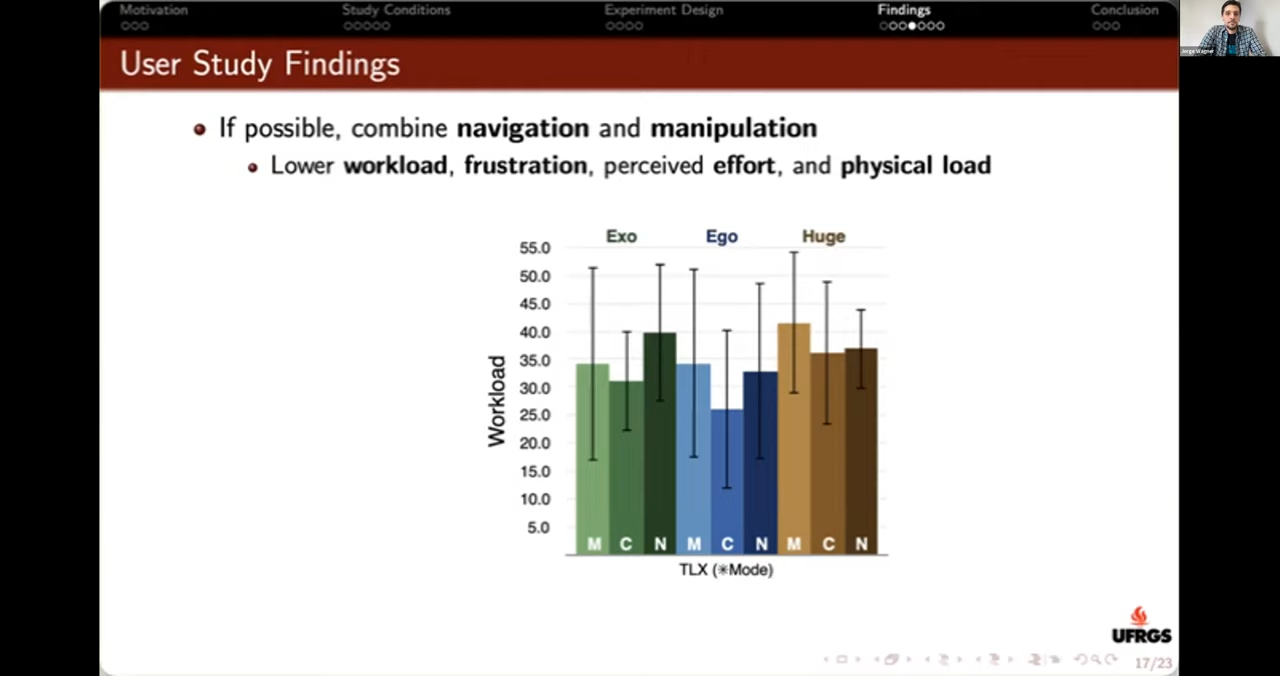 Motivation Study Conditions Experiment Design Findings Conclusion
Jorge Wagner
User Study Findings
If possible, combine navigation and manipulation
Lower workload, frustration, perceived effort, and physical load
Exo Ego Huge
55.0
50.0
45.0
40.0
35.0
30.0
25.0
20.0
15.0
10.0
5.0
Workload
M C N M C N M C N
TLX (✳Mode)
UFRGS
17/23